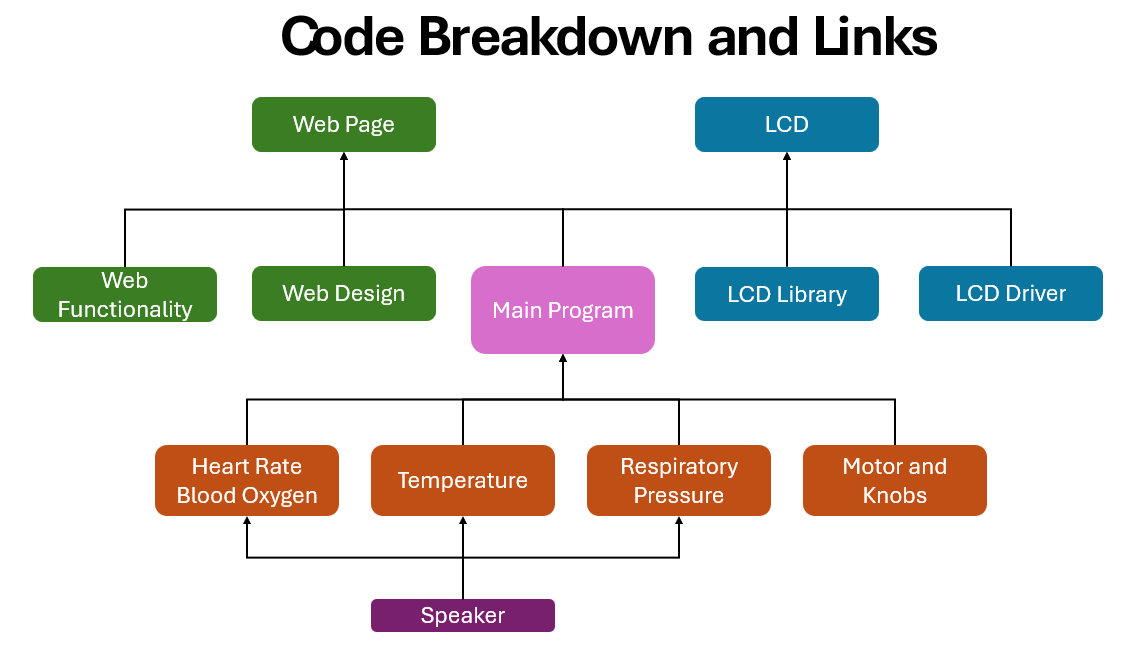 Code Breakdown and Links
Web Page
LCD
Web
Functionality
Web Design
Main Program
LCD Library
LCD Driver
Heart Rate
Blood Oxygen
Temperature
Respiratory
Pressure
Motor and
Knobs
Speaker